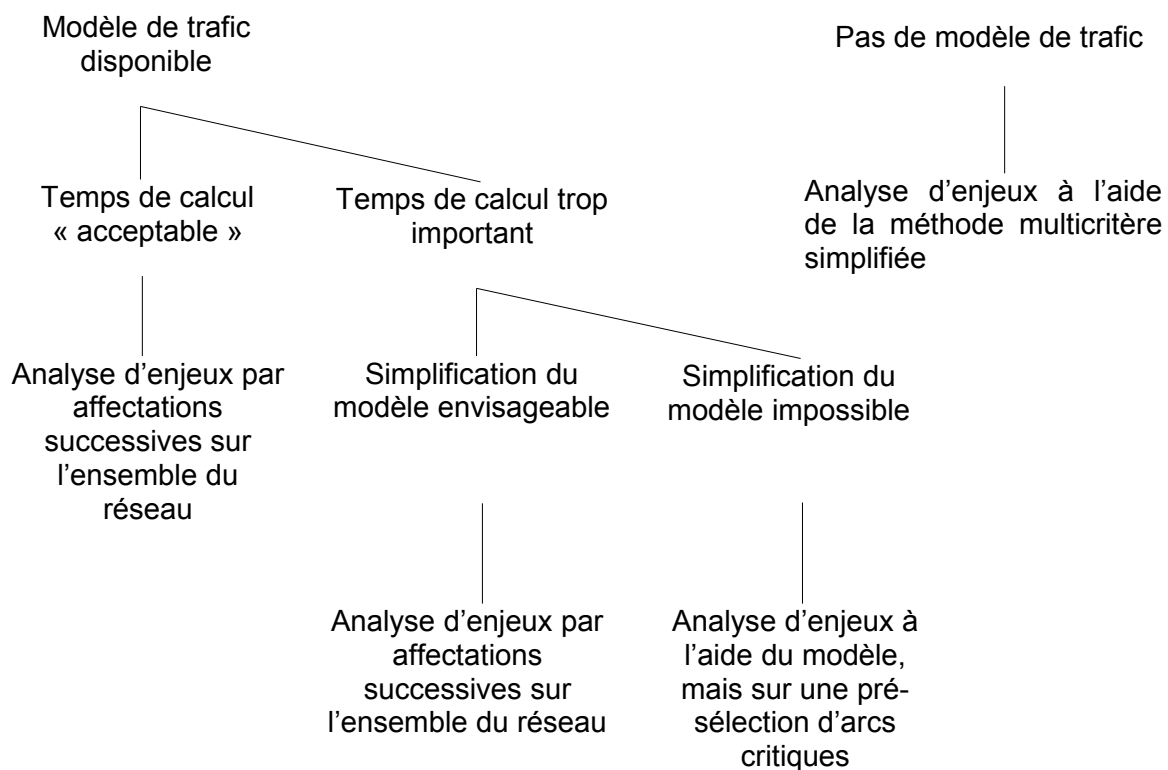 Modèle de trafic
disponible
Pas de modèle de trafic
Temps de calcul
« acceptable »
Temps de calcul trop
important
Analyse d’enjeux à l’aide
de la méthode multicritère
simplifiée
Analyse d’enjeux par
affectations
successives sur
l’ensemble du
réseau
Simplification du
modèle envisageable
Simplification du
modèle impossible
Analyse d’enjeux par
affectations
successives sur
l’ensemble du réseau
Analyse d’enjeux à
l’aide du modèle,
mais sur une pré-
sélection d’arcs
critiques